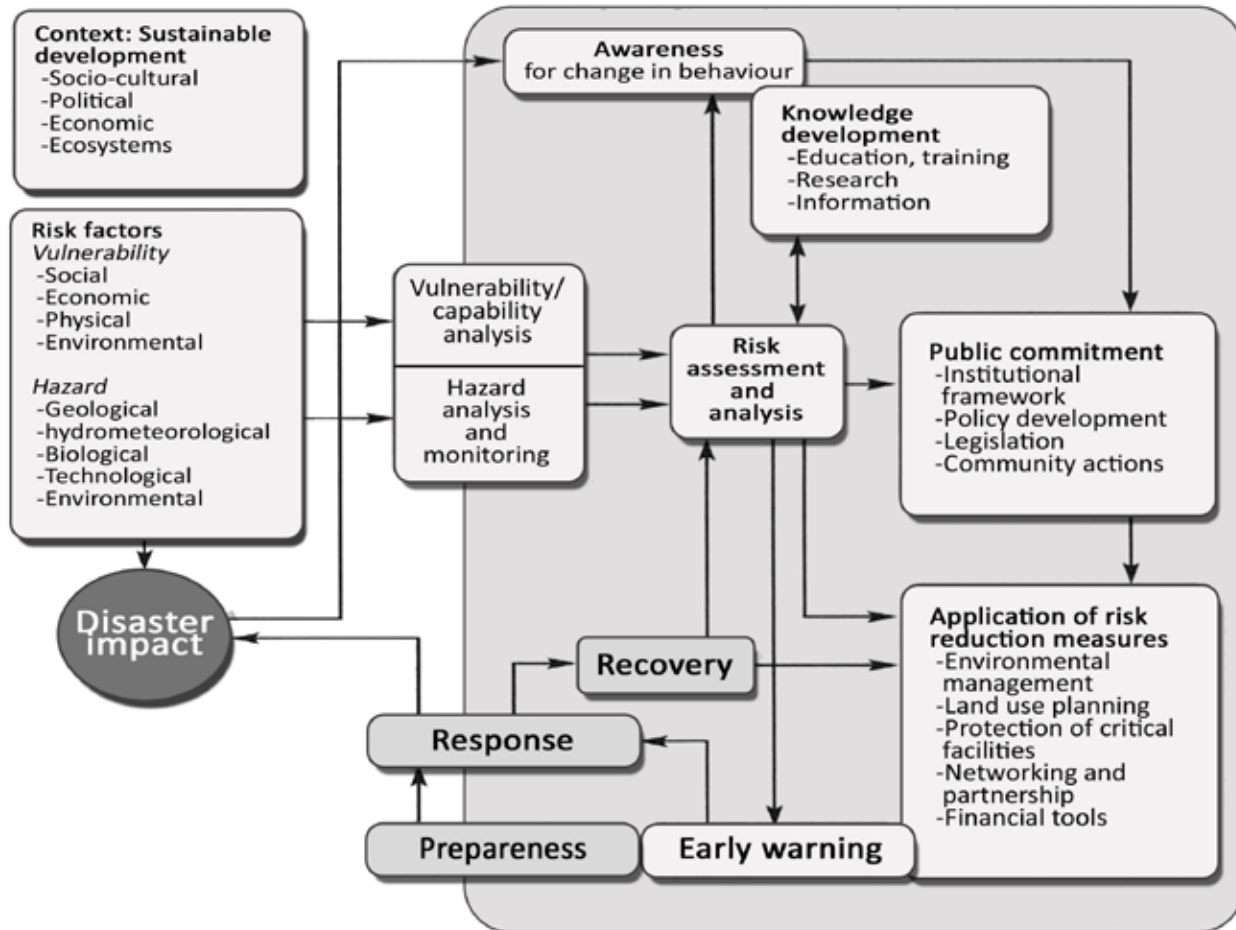 Context: Sustainable
development
-Socio-cultural
-Political
-Economic
-Ecosystems
Risk factors
Vulnerability
-Social
-Economic
-Physical
-Environmental
Hazard
-Geological
-hydrometeorological
-Biological
-Technological
-Environmental
Disaster
impact
Awareness
for change in behaviour
Knowledge
development
-Education, training
-Research
-Information
Vulnerability/
capability
analysis
Hazard
analysis
and
monitoring
Risk
assessment
and
analysis
Public commitment
-Institutional
framework
-Policy development
-Legislation
-Community actions
Recovery
Response
Prepareness
Early warning
Application of risk
reduction measures
-Environmental
management
-Land use planning
-Protection of critical
facilities
-Networking and
partnership
-Financial tools